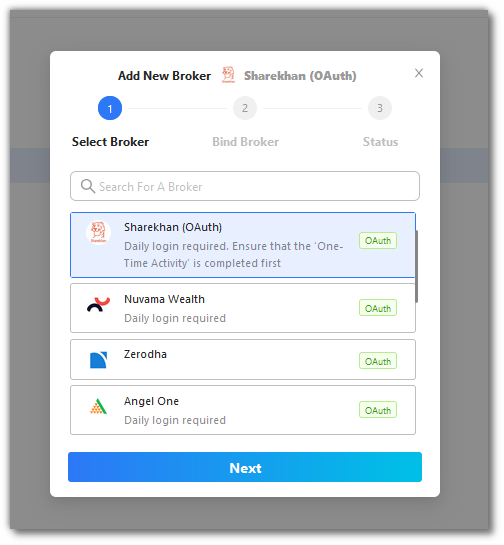 Add New Broker Sharekhan (OAuth)
1 2 3
Select Broker Bind Broker Status
Search For A Broker
Sharekhan (OAuth)
Daily login required. Ensure that the 'One-
Time Activity' is completed first
OAuth
Nuvama Wealth
Daily login required
OAuth
Zerodha
OAuth
Angel One
Daily login required
OAuth
Next